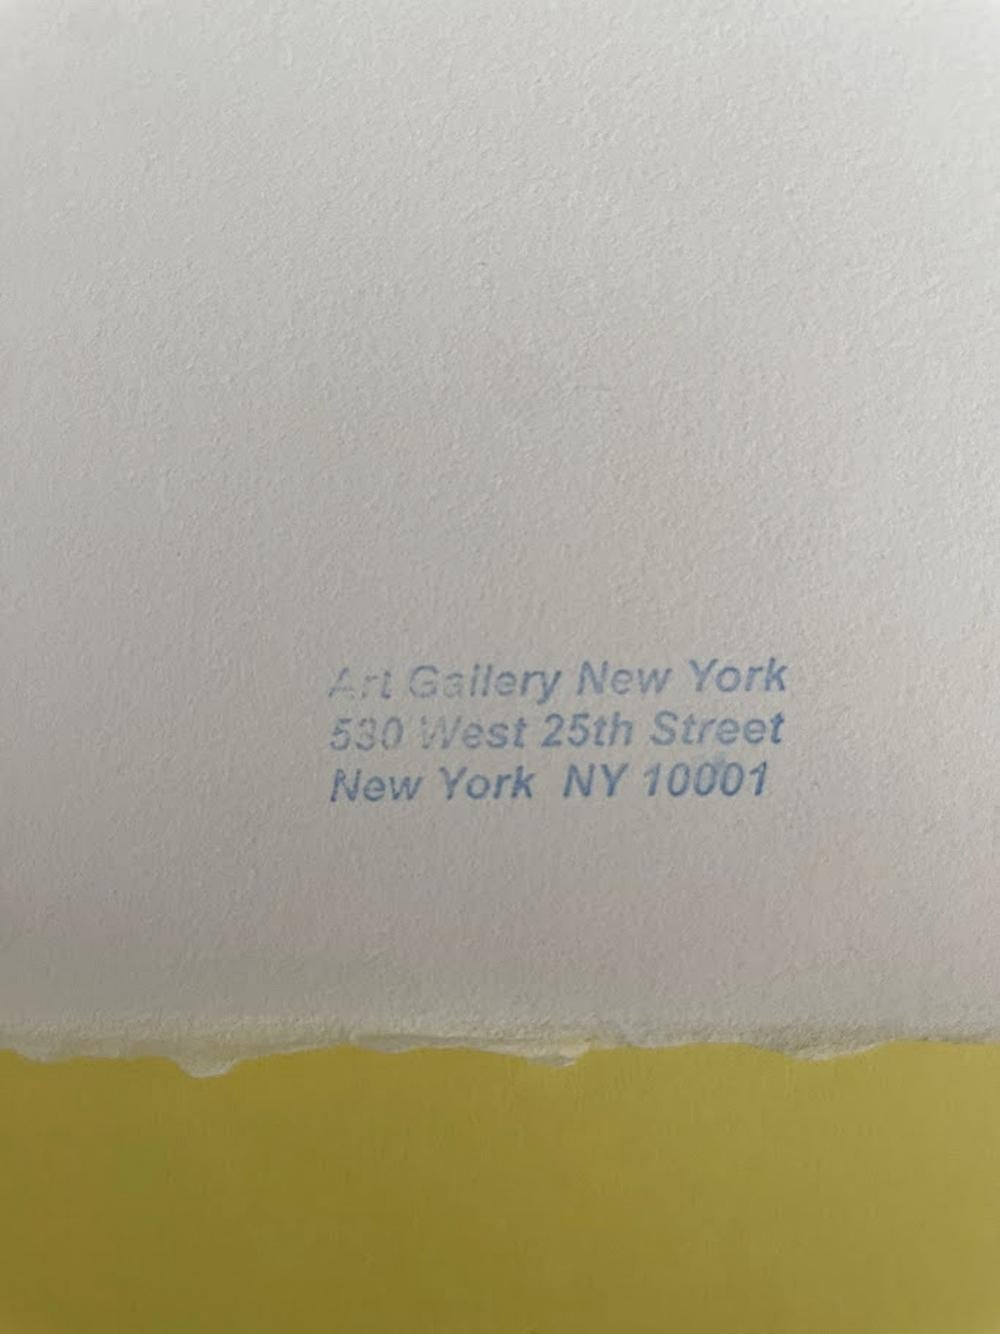 Art Gallery New York
530 West 25th Street
New York NY 10001